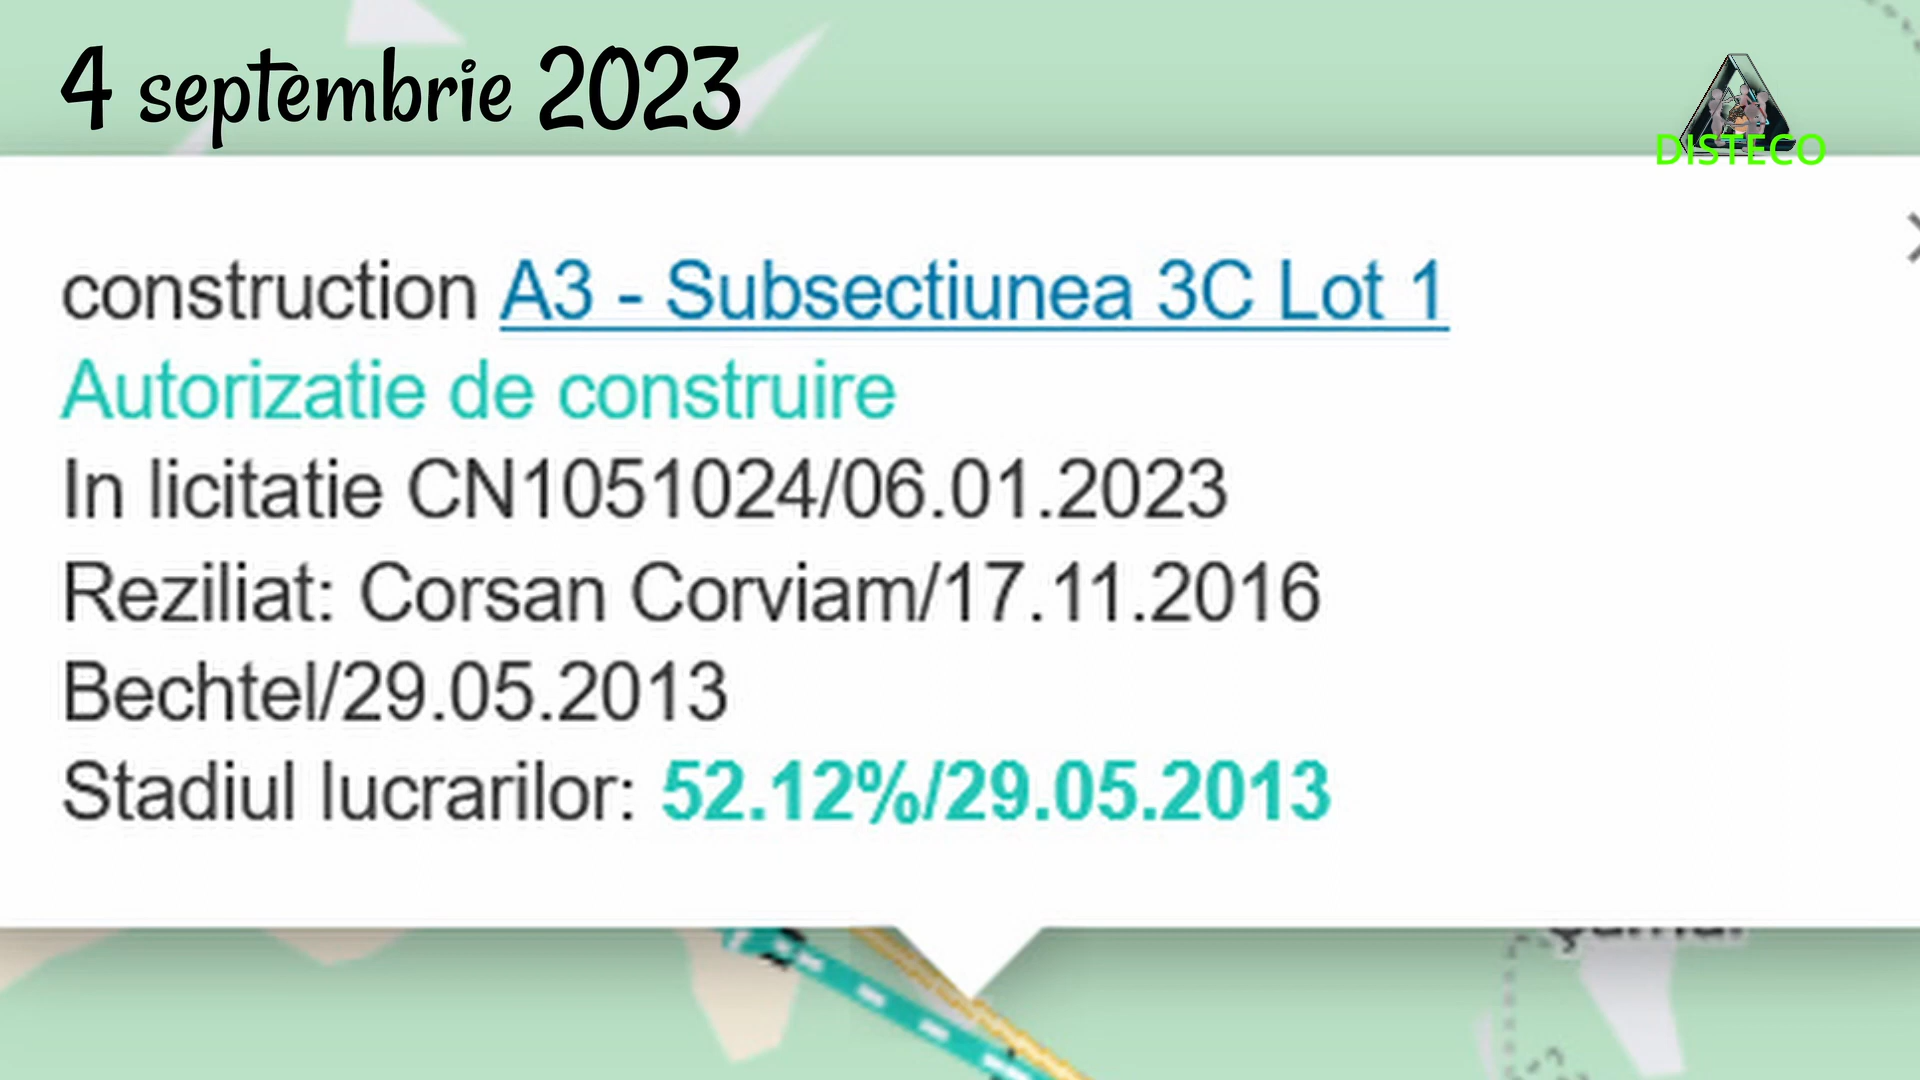 4 septembrie 2023
DISTECO
construction A3 - Subsectiunea 3C Lot 1
Autorizatie de construire
In licitatie CN1051024/06.01.2023
Reziliat: Corsan Corviam/17.11.2016
Bechtel/29.05.2013
Stadiul lucrarilor: 52.12%/29.05.2013